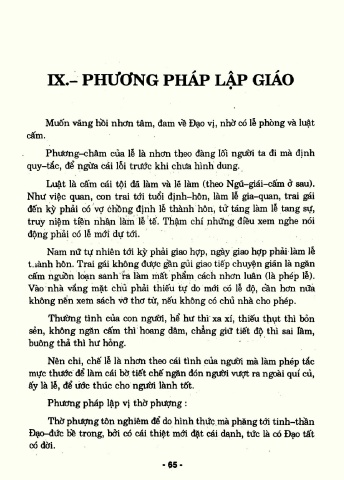 IX.– PHƯƠNG PHÁP LẬP GIÁO
Muốn vãng hồi nhơn tâm, đam về Đạo vị, nhờ có lễ phòng và luật
cấm.
Phương–châm của lễ là nhơn theo đàng lối người ta đi mà định
quy–tắc, để ngừa cái lỗi trước khi chưa hình dung.
Luật là cấm cái tội đã làm và lẽ làm (theo Ngũ–giái–cấm ở sau).
Như việc quan, con trai tới tuổi định–hôn, làm lễ gia–quan, trai gái
đến kỳ phải có vợ chồng định lễ thành hôn, tử táng làm lễ tang sự,
truy niệm tiền nhân làm lễ tế. Thậm chí những điều xem nghe nói
động phải có lễ mới dự tới.
Nam nữ tự nhiên tới kỳ phải giao hợp, ngày giao hợp phải làm lễ
thành hôn. Trai gái không được gần gũi giao tiếp chuyện giản là ngăn
cấm nguồn loạn sanh ra làm mất phẩm cách nhơn luân (là phép lễ).
Vào nhà vắng mặt chủ phải thiếu tự do mới có lễ độ, cần hơn nữa
không nên xem sách vở thơ từ, nếu không có chủ nhà cho phép.
Thường tình của con người, hễ hư thì xa xí, thiếu thụt thì bỏn
sẻn, không ngăn cấm thì hoang dâm, chẳng giữ tiết độ thì sai lầm,
buông thả thì hư hỏng.
Nên chi, chế lễ là nhơn theo cái tình của người mà làm phép tắc
mực thước để làm cái bờ tiết chế ngăn đón người vượt ra ngoài quí củ,
ấy là lễ, để ước thúc cho người lành tốt.
Phương pháp lập vị thờ phượng :
Thờ phượng tôn nghiêm để do hình thức mà phăng tới tinh–thần
Đạo–đức bề trong, bởi có cái thiệt mới đặt cái danh, tức là có Đạo tất
có đời.
- 65 -